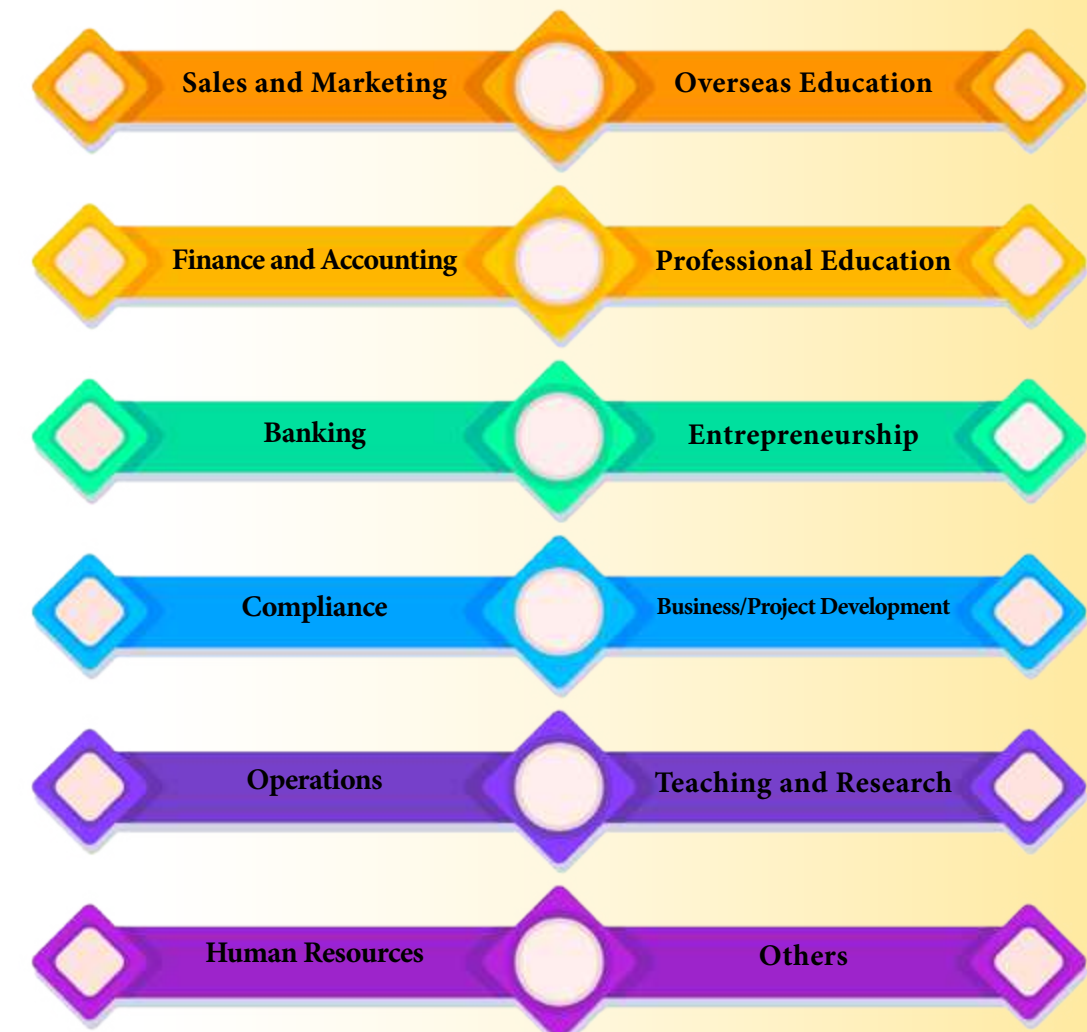 Sales and Marketing
Overseas Education
Finance and Accounting
Professional Education
Banking
Entrepreneurship
Compliance
Business/Project Development
Operations
Teaching and Research
Human Resources
Others